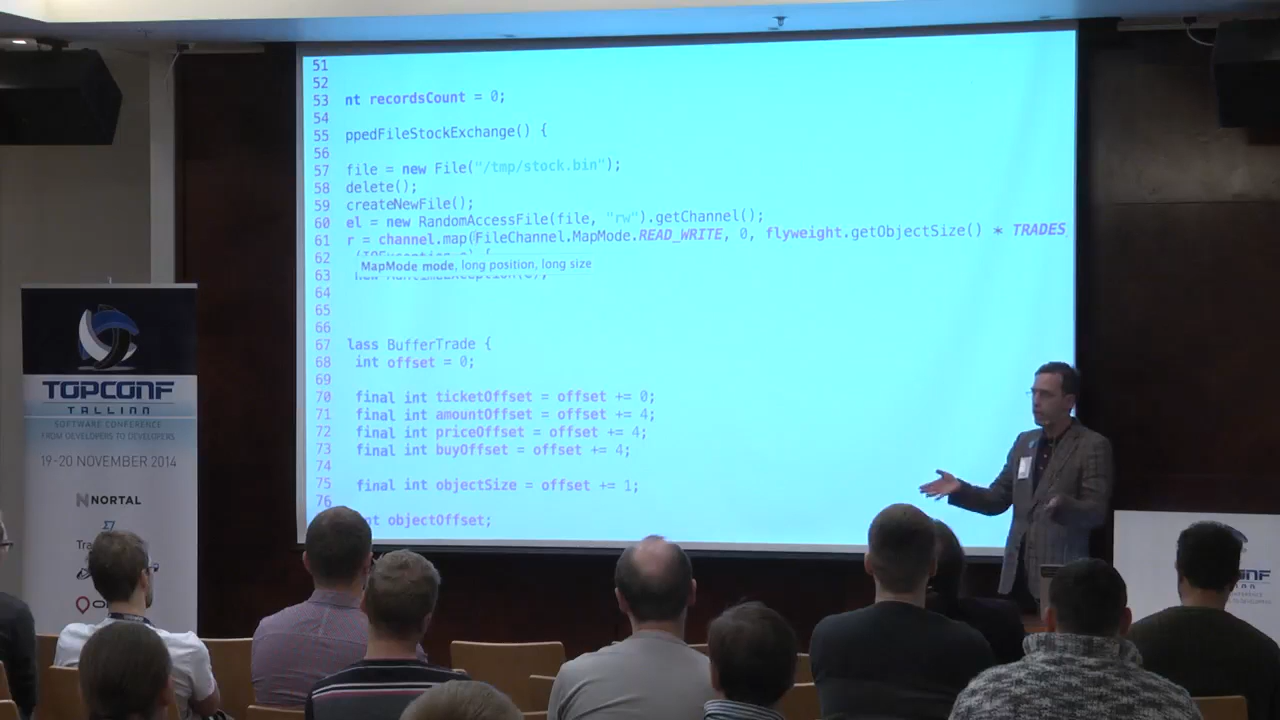 51
52
53 nt recordsCount = 0;
54
55 ppedFileStockExchange() {
56
57 file = new File("/tmp/stock.bin");
58 delete();
59 createNewFile();
60 el = new RandomAccessFile(file, "rw").getChannel();
61 r = channel.map(FileChannel.MapMode.READ_WRITE, 0, flyweight.getObjectSize() * TRADES
62
MapMode mode, long position, long size
63
64
65
66
67 lass BufferTrade {
68 int offset = 0;
69
70 final int ticketOffset = offset += 0;
71 final int amountOffset = offset += 4;
72 final int priceOffset = offset += 4;
73 final int buyOffset = offset += 4;
74
75 final int objectSize = offset += 1;
76
nt objectOffset;
TOPCONF
TALLINN
SOFTWARE CONFERENCE
FROM DEVELOPERS TO DEVELOPERS
19-20 NOVEMBER 2014
NORTAL